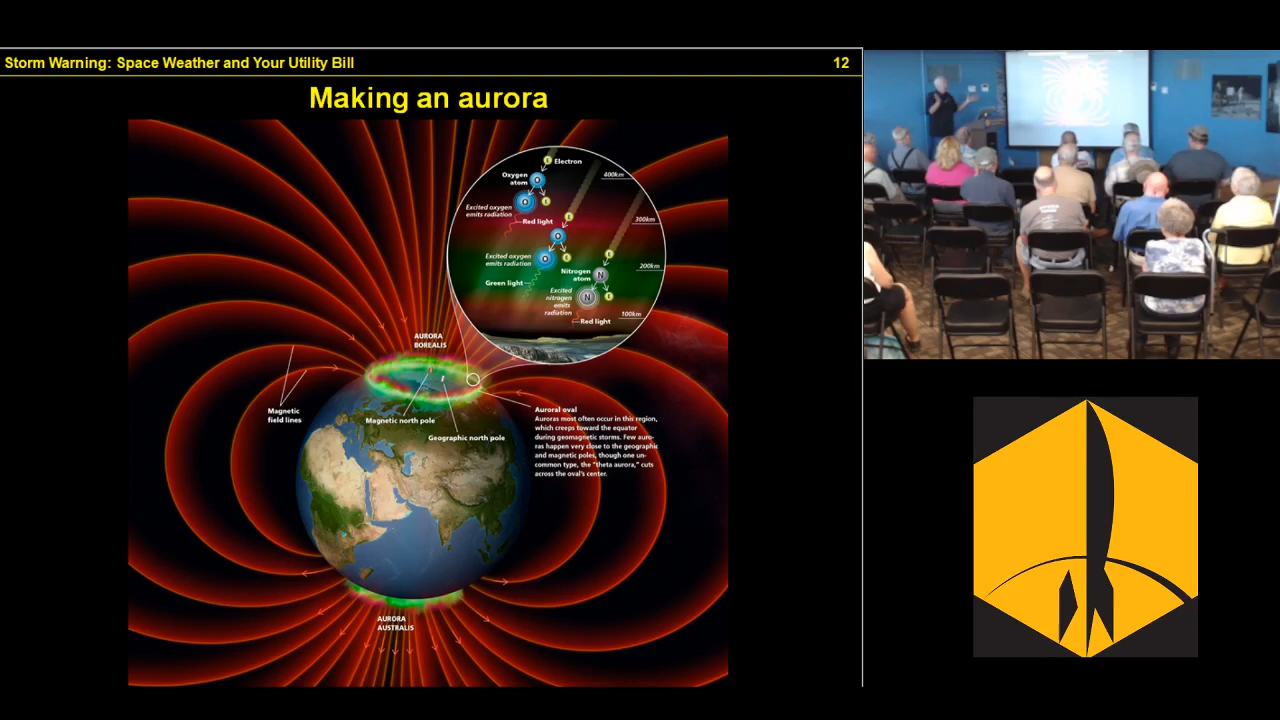 Storm Warning: Space Weather and Your Utility Bill
12
Making an aurora
Electron
Oxygen
atom
400km
Excited oxygen
emits radiation
Red light
300km
Excited oxygen
emits radiation
Nitrogen
atom
200km
Green light
Excited
nitrogen
emits
radiation
100km
Red light
AURORA
BOREALIS
Magnetic
field lines
Magnetic north pole
Geographic north pole
Auroral oval
Auroras most often occur in this region,
which creeps toward the equator
during geomagnetic storms. Few auro-
ras happen very close to the geographic
and magnetic poles, though one un-
common type, the "theta aurora," cuts
across the oval's center.
AURORA
AUSTRALIS
E
O
O
E
E
O
O
E
E
N
N
E